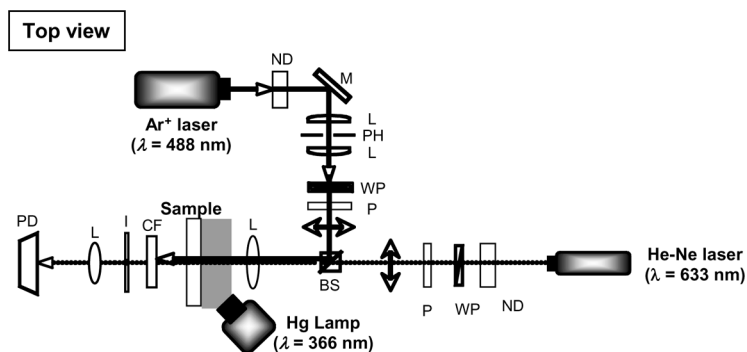 Top view
ND
M
Ar⁺ laser
(λ = 488 nm)
L
PH
L
WP
P
Sample
PD
L
I
CF
L
BS
P
WP
ND
He-Ne laser
(λ = 633 nm)
Hg Lamp
(λ = 366 nm)